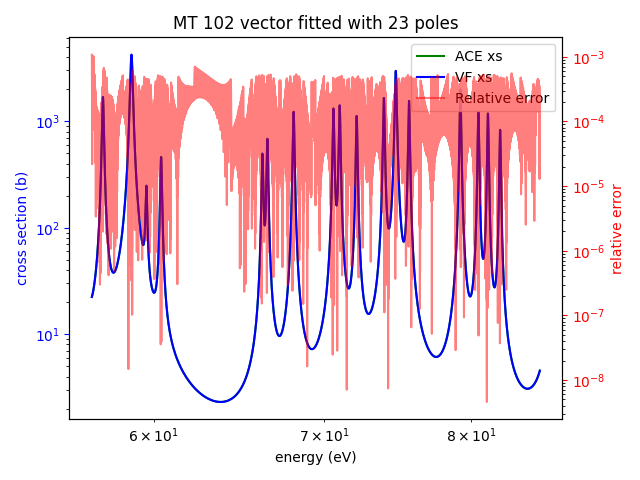 MT 102 vector fitted with 23 poles
ACE xs
VF xs
Relative error
cross section (b)
10³
10²
10¹
relative error
10⁻³
10⁻⁴
10⁻⁵
10⁻⁶
10⁻⁷
10⁻⁸
6 × 10¹
7 × 10¹
8 × 10¹
energy (eV)